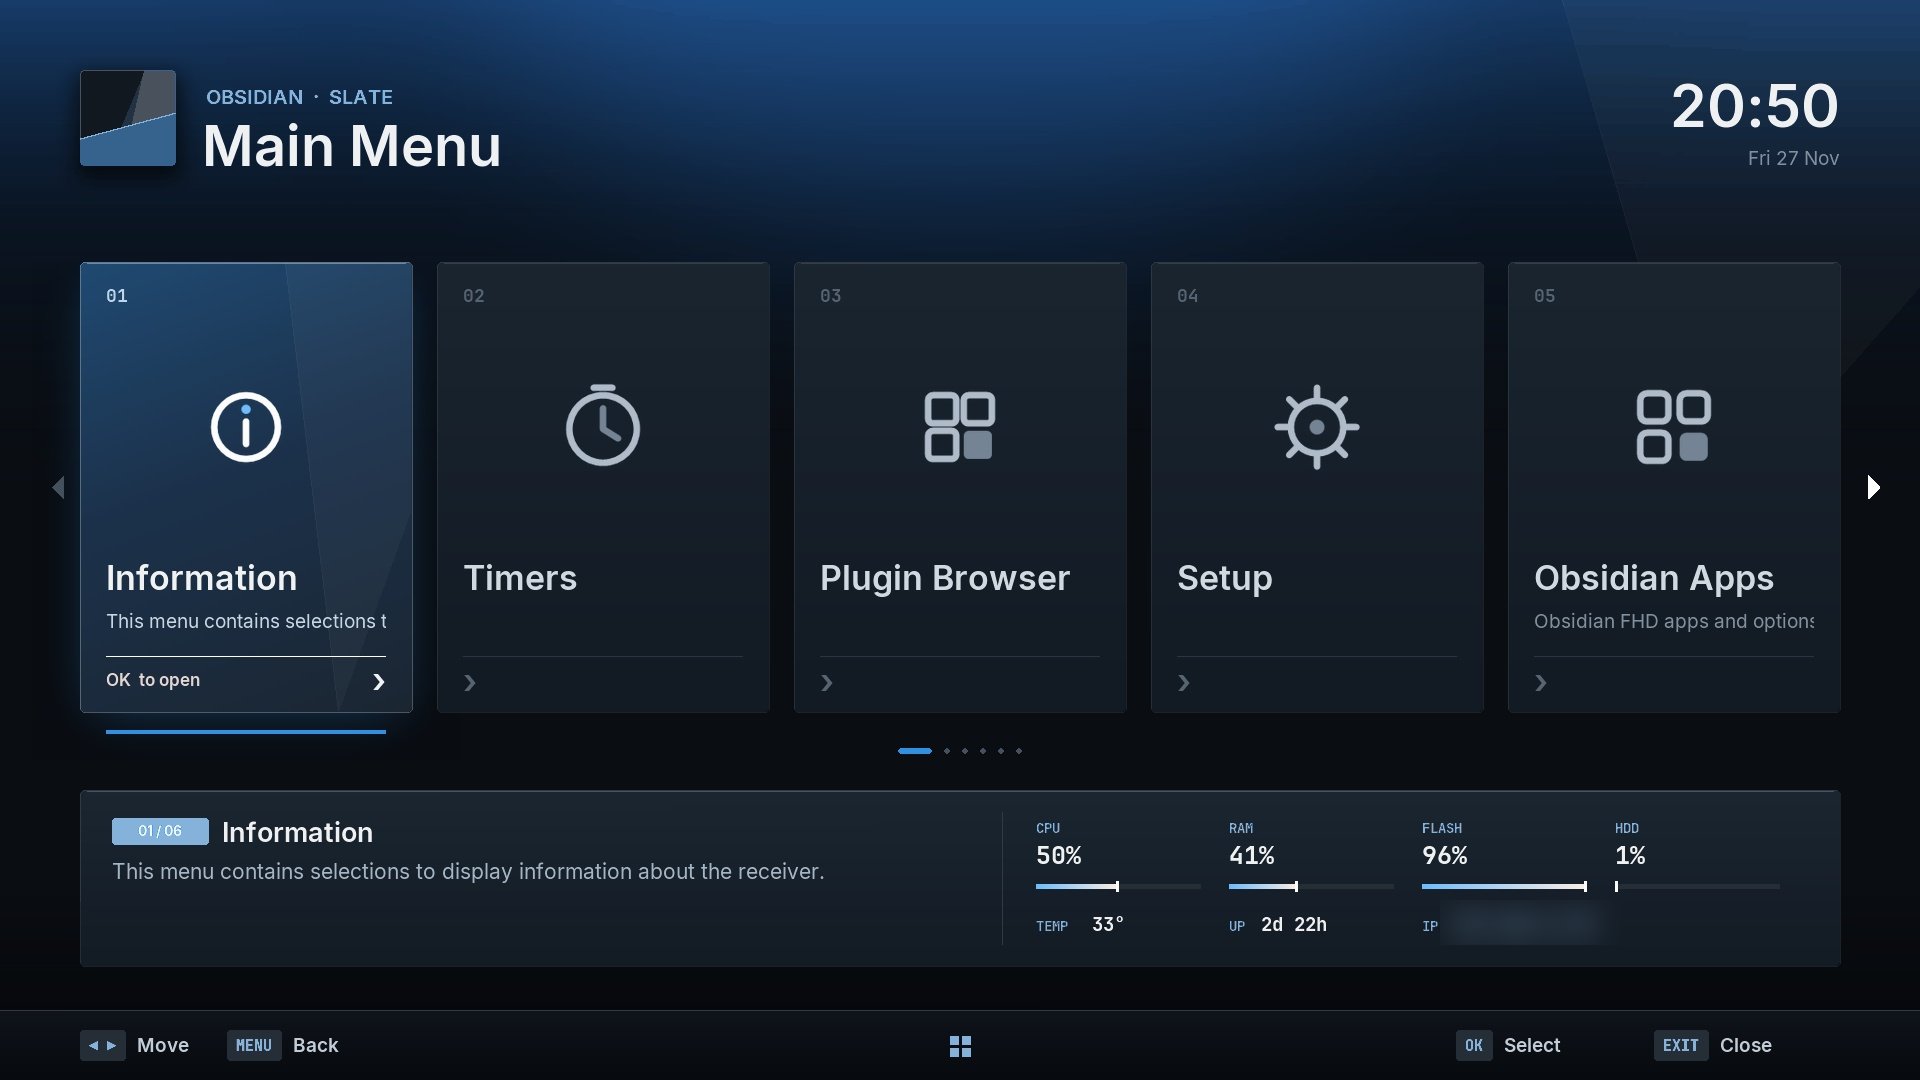 OBSIDIAN · SLATE
Main Menu
20:50
Fri 27 Nov
01
Information
This menu contains selections t
OK to open
02
Timers
03
Plugin Browser
04
Setup
05
Obsidian Apps
Obsidian FHD apps and options
01/06
Information
This menu contains selections to display information about the receiver.
CPU
50%
RAM
41%
FLASH
96%
HDD
1%
TEMP 33°
UP 2d 22h
IP
◀ ▶ Move
MENU Back
OK Select
EXIT Close